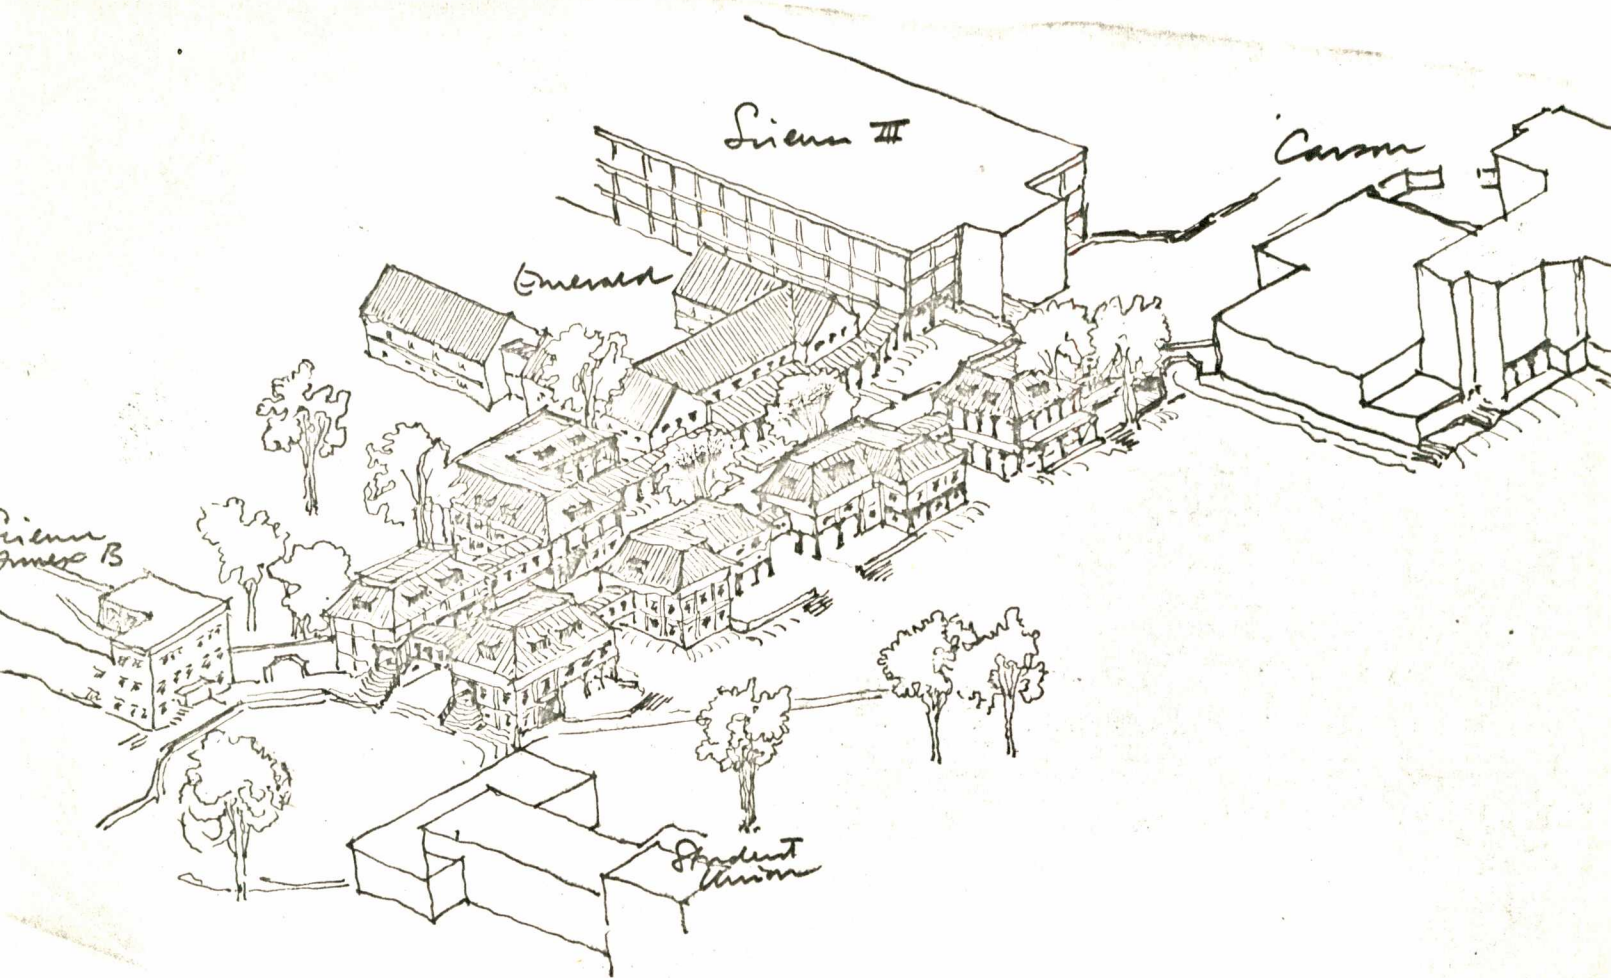 Science III
Carson
Emerald
Science
Annex B
Student
Union